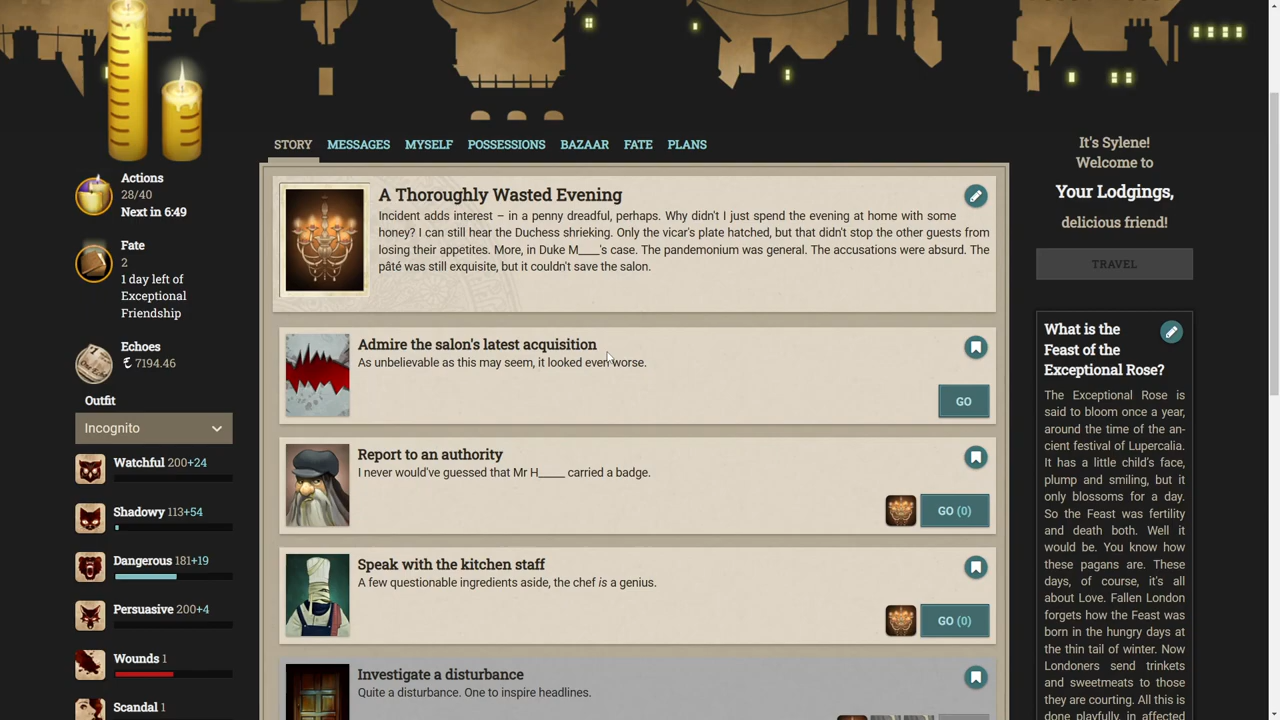 STORY MESSAGES MYSELF POSSESSIONS BAZAAR FATE PLANS
Actions
28/40
Next in 6:49
Fate
2
1 day left of
Exceptional
Friendship
Echoes
7194.46
Outfit
Incognito
Watchful 200+24
Shadowy 113+54
Dangerous 181+19
Persuasive 200+4
Wounds 1
Scandal 1
A Thoroughly Wasted Evening
Incident adds interest – in a penny dreadful, perhaps. Why didn't I just spend the evening at home with some
honey? I can still hear the Duchess shrieking. Only the vicar's plate hatched, but that didn't stop the other guests from
losing their appetites. More, in Duke M____'s case. The pandemonium was general. The accusations were absurd. The
pâté was still exquisite, but it couldn't save the salon.
Admire the salon's latest acquisition
As unbelievable as this may seem, it looked even worse.
GO
Report to an authority
I never would've guessed that Mr H_____ carried a badge.
GO (0)
Speak with the kitchen staff
A few questionable ingredients aside, the chef is a genius.
GO (0)
Investigate a disturbance
Quite a disturbance. One to inspire headlines.
It's Sylene!
Welcome to
Your Lodgings,
delicious friend!
TRAVEL
What is the
Feast of the
Exceptional Rose?
The Exceptional Rose is
said to bloom once a year,
around the time of the an-
cient festival of Lupercalia.
It has a little child's face,
plump and smiling, but it
only blossoms for a day.
So the Feast was fertility
and death both. Well it
would be. You know how
these pagans are. These
days, of course, it's all
about Love. Fallen London
forgets how the Feast was
born in the hungry days at
the thin tail of winter. Now
Londoners send trinkets
and sweetmeats to those
they are courting. All this is
done playfully, in affected